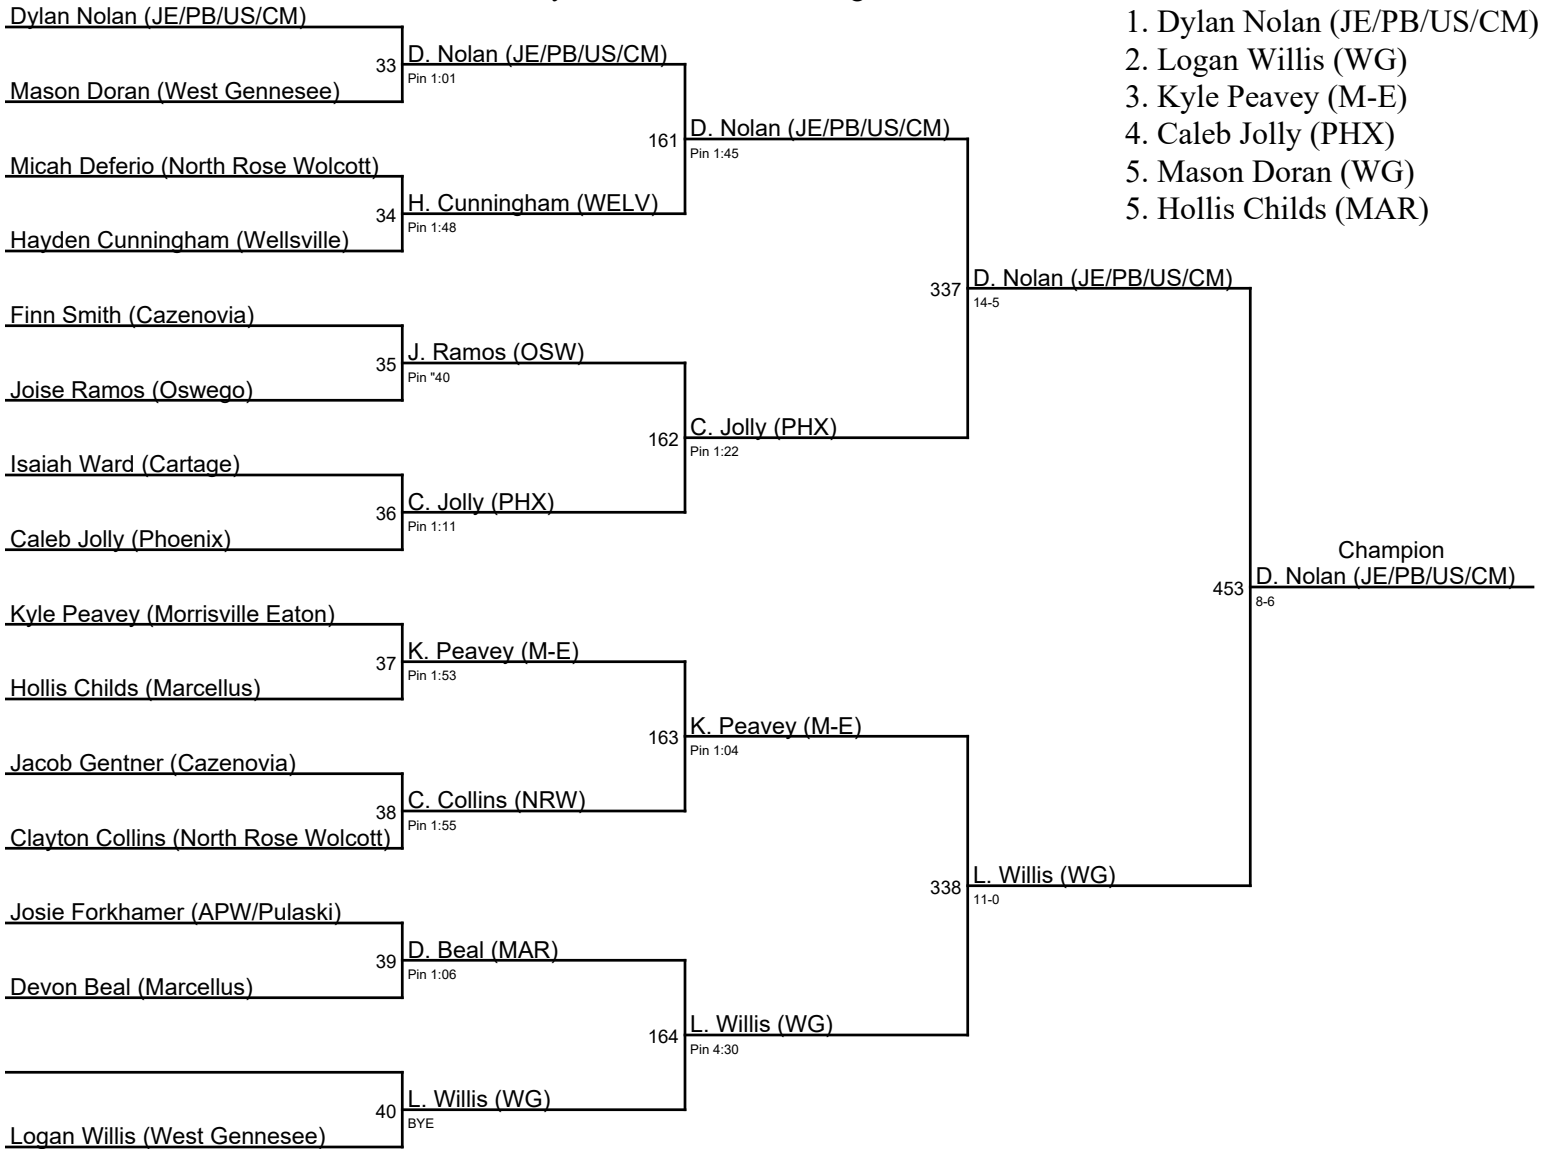 Dylan Nolan (JE/PB/US/CM)
Mason Doran (West Gennesee)
Micah Deferio (North Rose Wolcott)
Hayden Cunningham (Wellsville)
Finn Smith (Cazenovia)
Joise Ramos (Oswego)
Isaiah Ward (Cartage)
Caleb Jolly (Phoenix)
Kyle Peavey (Morrisville Eaton)
Hollis Childs (Marcellus)
Jacob Gentner (Cazenovia)
Clayton Collins (North Rose Wolcott)
Josie Forkhamer (APW/Pulaski)
Devon Beal (Marcellus)
Logan Willis (West Gennesee)
33 D. Nolan (JE/PB/US/CM)
Pin 1:01
34 H. Cunningham (WELV)
Pin 1:48
35 J. Ramos (OSW)
Pin "40
36 C. Jolly (PHX)
Pin 1:11
37 K. Peavey (M-E)
Pin 1:53
38 C. Collins (NRW)
Pin 1:55
39 D. Beal (MAR)
Pin 1:06
40 L. Willis (WG)
BYE
161 D. Nolan (JE/PB/US/CM)
Pin 1:45
162 C. Jolly (PHX)
Pin 1:22
163 K. Peavey (M-E)
Pin 1:04
164 L. Willis (WG)
Pin 4:30
337 D. Nolan (JE/PB/US/CM)
14-5
338 L. Willis (WG)
11-0
Champion
453 D. Nolan (JE/PB/US/CM)
8-6
1. Dylan Nolan (JE/PB/US/CM)
2. Logan Willis (WG)
3. Kyle Peavey (M-E)
4. Caleb Jolly (PHX)
5. Mason Doran (WG)
5. Hollis Childs (MAR)